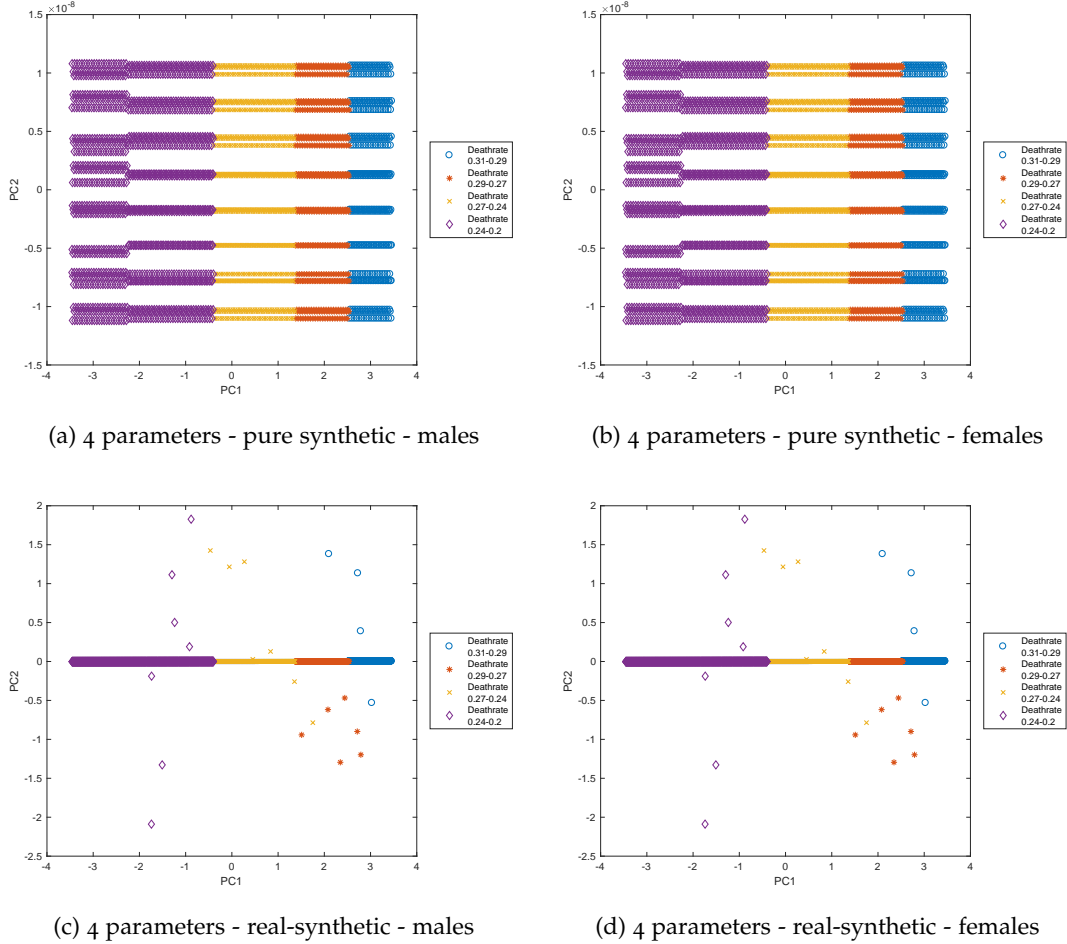 ×10⁻⁸
1.5
1
0.5
0
-0.5
-1
-1.5
PC2
-4 -3 -2 -1 0 1 2 3 4
PC1
Deathrate
0.31-0.29
Deathrate
0.29-0.27
Deathrate
0.27-0.24
Deathrate
0.24-0.2
(a) 4 parameters - pure synthetic - males
×10⁻⁸
1.5
1
0.5
0
-0.5
-1
-1.5
PC2
-4 -3 -2 -1 0 1 2 3 4
PC1
Deathrate
0.31-0.29
Deathrate
0.29-0.27
Deathrate
0.27-0.24
Deathrate
0.24-0.2
(b) 4 parameters - pure synthetic - females
2
1.5
1
0.5
0
-0.5
-1
-1.5
-2
-2.5
PC2
-4 -3 -2 -1 0 1 2 3 4
PC1
Deathrate
0.31-0.29
Deathrate
0.29-0.27
Deathrate
0.27-0.24
Deathrate
0.24-0.2
(c) 4 parameters - real-synthetic - males
2
1.5
1
0.5
0
-0.5
-1
-1.5
-2
-2.5
PC2
-4 -3 -2 -1 0 1 2 3 4
PC1
Deathrate
0.31-0.29
Deathrate
0.29-0.27
Deathrate
0.27-0.24
Deathrate
0.24-0.2
(d) 4 parameters - real-synthetic - females